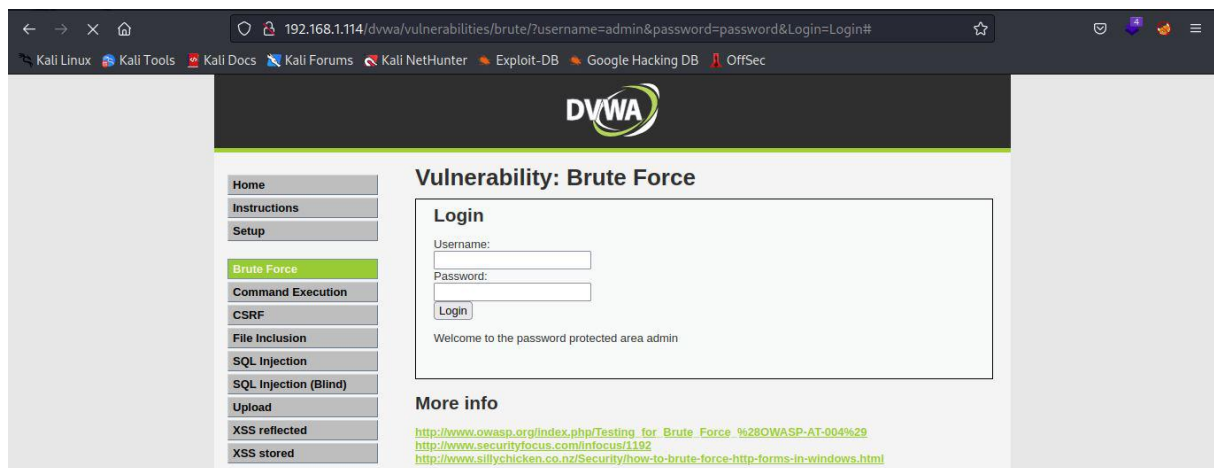 192.168.1.114/dvwa/vulnerabilities/brute/?username=admin&password=password&Login=Login#
4
Kali Linux Kali Tools Kali Docs Kali Forums Kali NetHunter Exploit-DB Google Hacking DB OffSec
DVWA
Home
Instructions
Setup
Brute Force
Command Execution
CSRF
File Inclusion
SQL Injection
SQL Injection (Blind)
Upload
XSS reflected
XSS stored
Vulnerability: Brute Force
Login
Username:
Password:
Login
Welcome to the password protected area admin
More info
http://www.owasp.org/index.php/Testing_for_Brute_Force_%28OWASP-AT-004%29
http://www.securityfocus.com/infocus/1192
http://www.sillychicken.co.nz/Security/how-to-brute-force-http-forms-in-windows.html